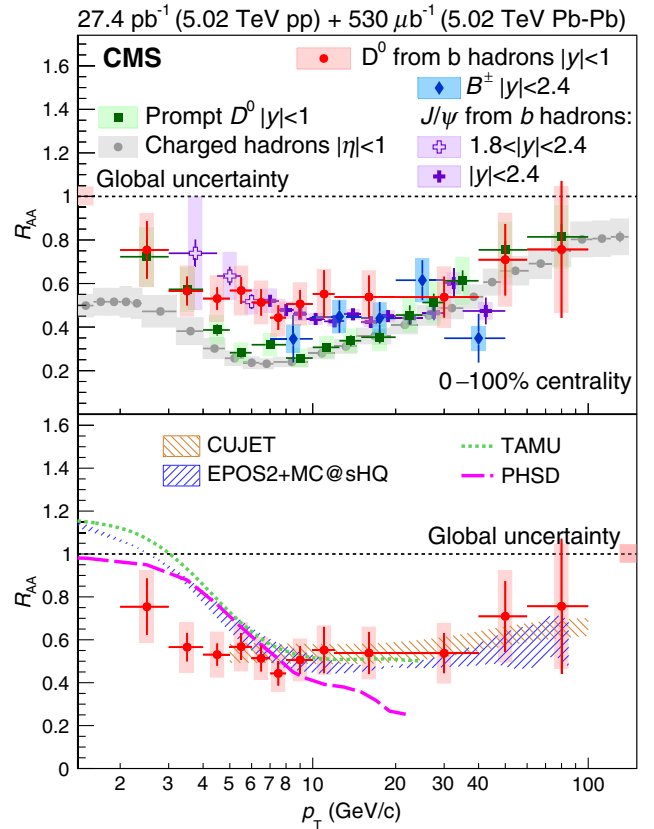 27.4 pb⁻¹ (5.02 TeV pp) + 530 μb⁻¹ (5.02 TeV Pb-Pb)
CMS
D⁰ from b hadrons |y|<1
B± |y|<2.4
Prompt D⁰ |y|<1
J/ψ from b hadrons:
Charged hadrons |η|<1
1.8<|y|<2.4
|y|<2.4
Global uncertainty
0–100% centrality
R_AA
1.6
1.4
1.2
1
0.8
0.6
0.4
0.2
CUJET
TAMU
EPOS2+MC@sHQ
PHSD
Global uncertainty
R_AA
1.6
1.4
1.2
1
0.8
0.6
0.4
0.2
0
2 3 4 5 6 7 8 10 20 30 40 100
p_T (GeV/c)